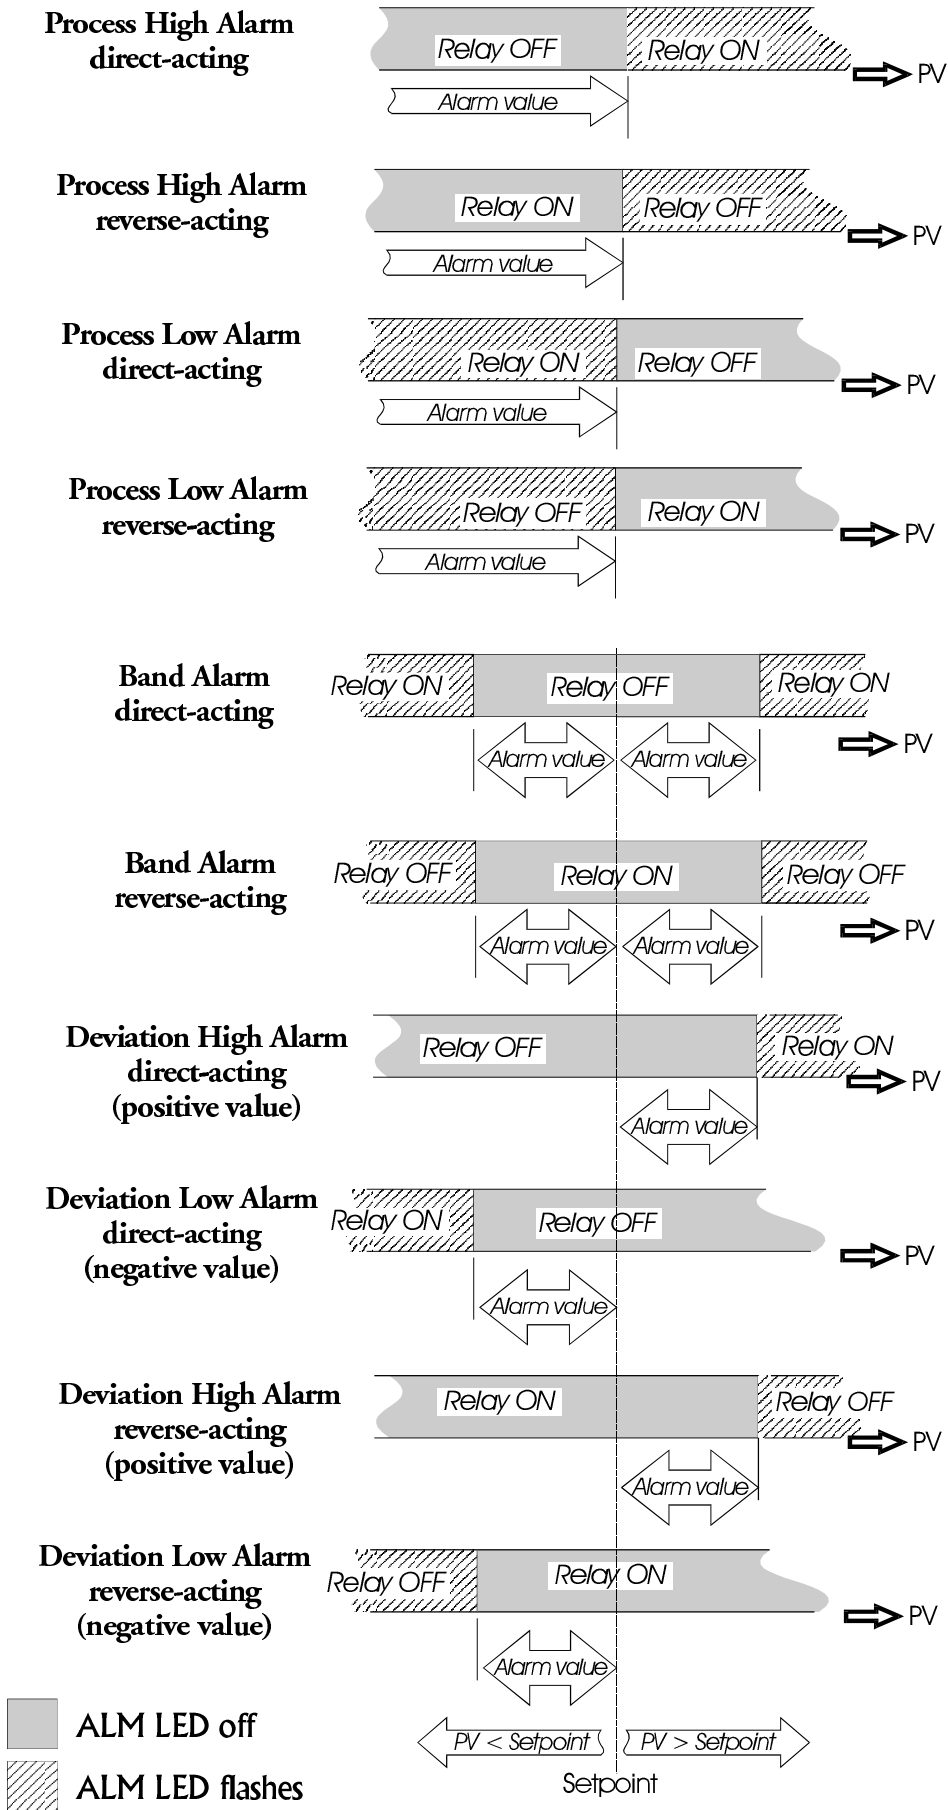 Process High Alarm
direct-acting
Relay OFF
Relay ON
PV
Alarm value
Process High Alarm
reverse-acting
Relay ON
Relay OFF
PV
Alarm value
Process Low Alarm
direct-acting
Relay ON
Relay OFF
PV
Alarm value
Process Low Alarm
reverse-acting
Relay OFF
Relay ON
PV
Alarm value
Band Alarm
direct-acting
Relay ON
Relay OFF
Relay ON
PV
Alarm value
Alarm value
Band Alarm
reverse-acting
Relay OFF
Relay ON
Relay OFF
PV
Alarm value
Alarm value
Deviation High Alarm
direct-acting
(positive value)
Relay OFF
Relay ON
PV
Alarm value
Deviation Low Alarm
direct-acting
(negative value)
Relay ON
Relay OFF
PV
Alarm value
Deviation High Alarm
reverse-acting
(positive value)
Relay ON
Relay OFF
PV
Alarm value
Deviation Low Alarm
reverse-acting
(negative value)
Relay OFF
Relay ON
PV
Alarm value
ALM LED off
ALM LED flashes
PV < Setpoint
PV > Setpoint
Setpoint